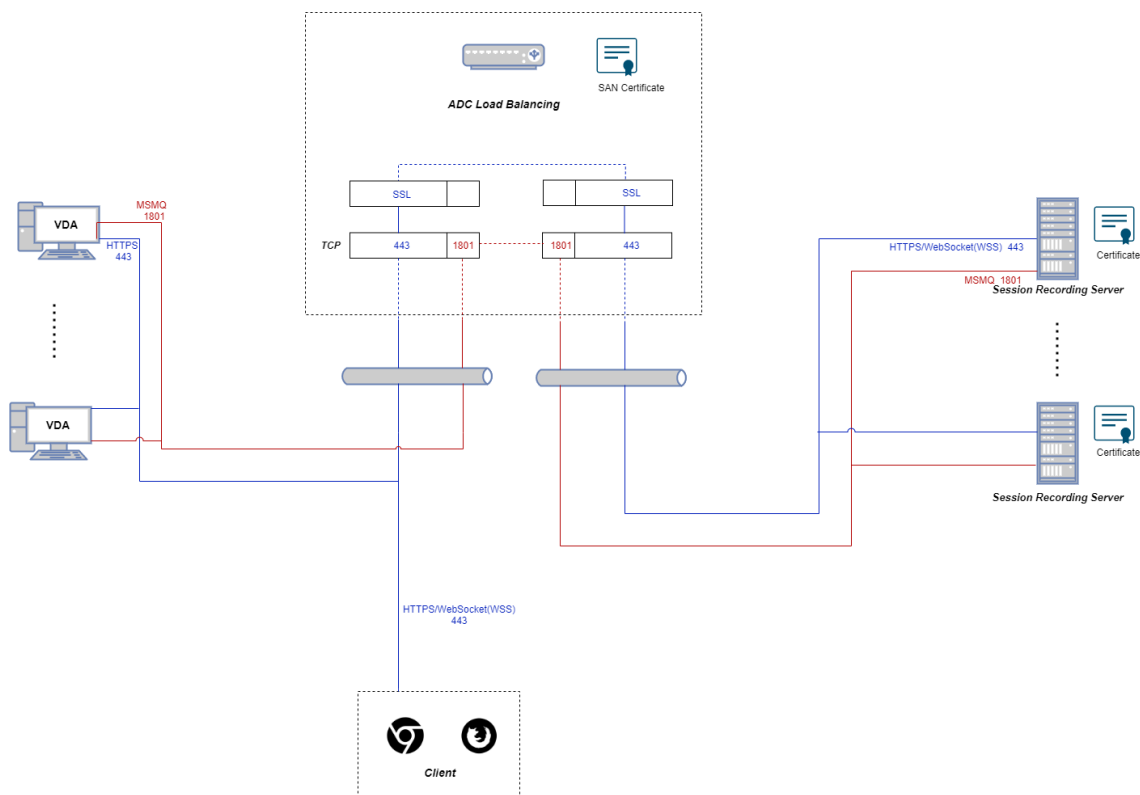 SAN Certificate
ADC Load Balancing
SSL
SSL
VDA
MSMQ
1801
HTTPS
443
TCP
443
1801
1801
443
HTTPS/WebSocket(WSS) 443
MSMQ 1801
Session Recording Server
Certificate
VDA
Certificate
Session Recording Server
HTTPS/WebSocket(WSS)
443
Client